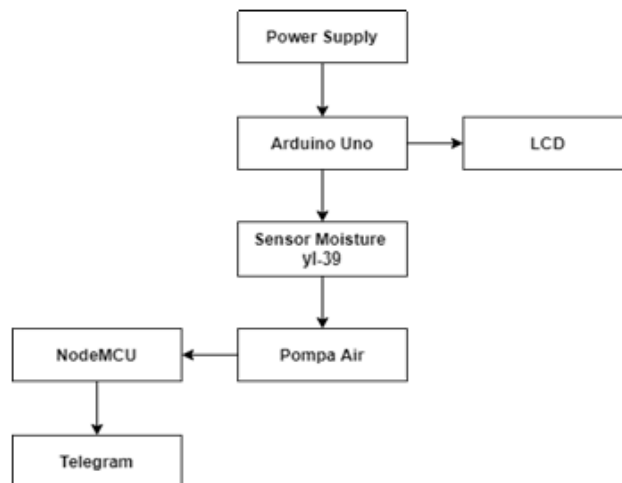 Power Supply
Arduino Uno
LCD
Sensor Moisture
yl-39
NodeMCU
Pompa Air
Telegram